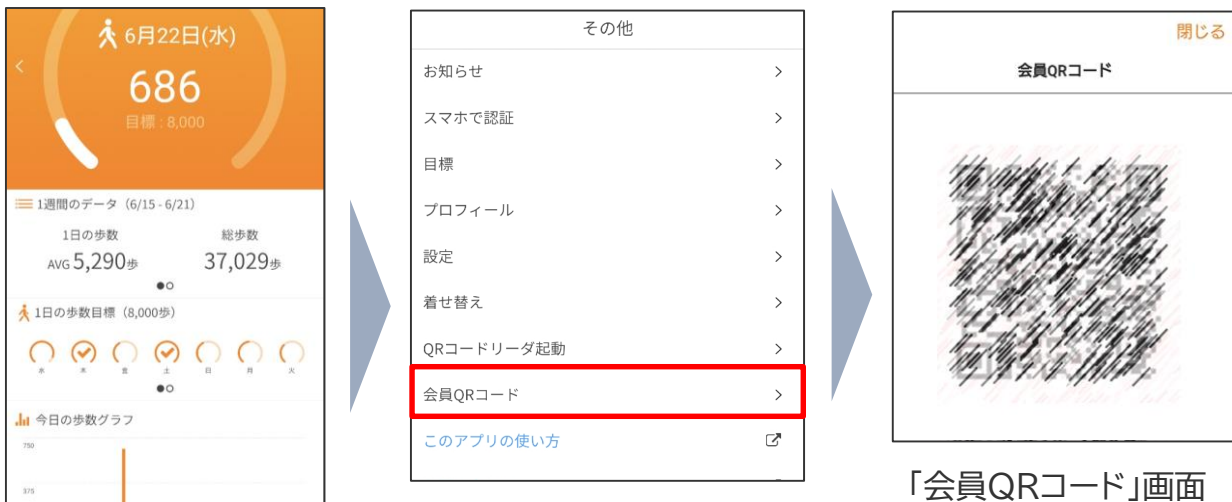 6月22日(水)
686
目標 : 8,000
1週間のデータ（6/15 - 6/21）
1日の歩数
総歩数
AVG 5,290歩
37,029歩
1日の歩数目標（8,000歩）
水 木 金 土 日 月 火
今日の歩数グラフ
750
375
その他
お知らせ
スマホで認証
目標
プロフィール
設定
着せ替え
QRコードリーダ起動
会員QRコード
このアプリの使い方
閉じる
会員QRコード
「会員QRコード」画面